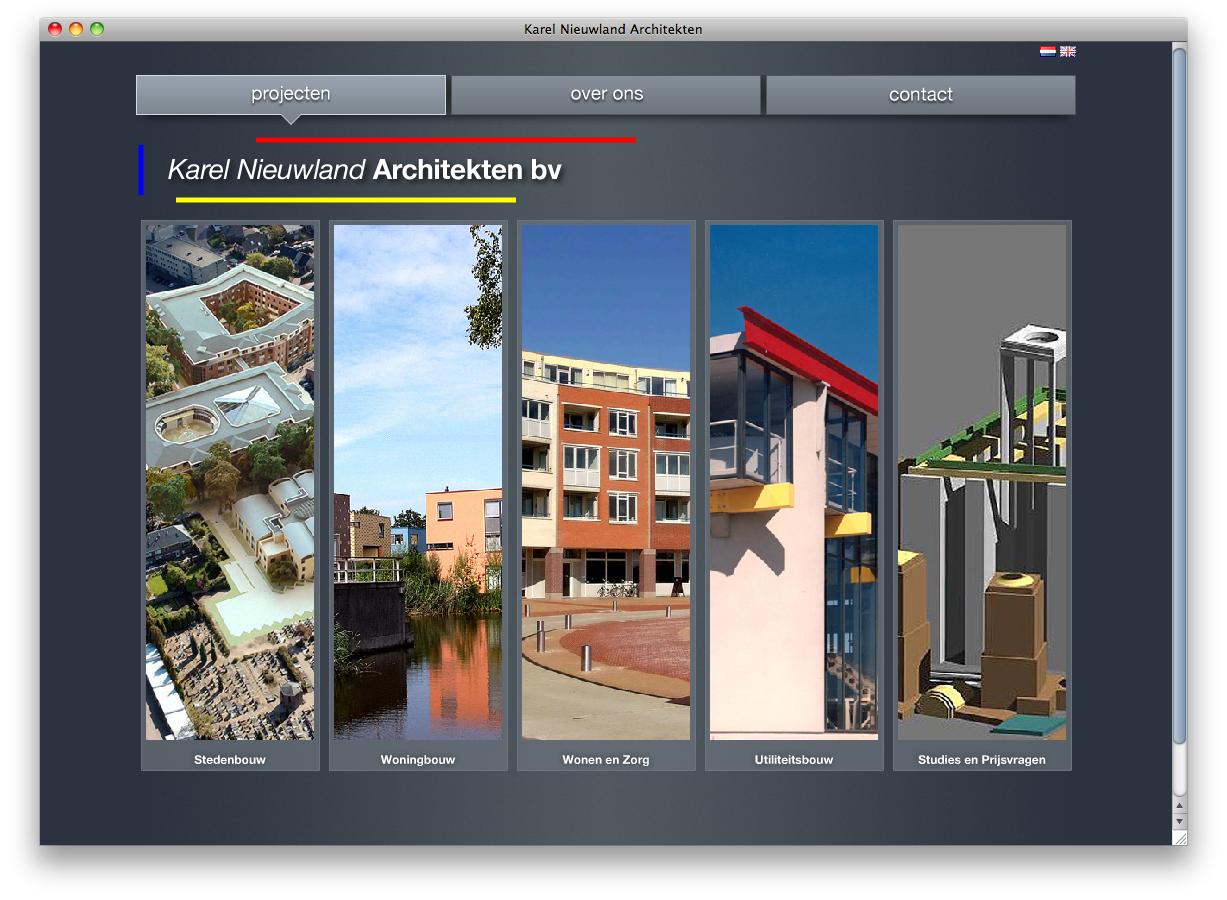 Karel Nieuwland Architekten
projecten
over ons
contact
Karel Nieuwland Architekten bv
Stedenbouw
Woningbouw
Wonen en Zorg
Utiliteitsbouw
Studies en Prijsvragen